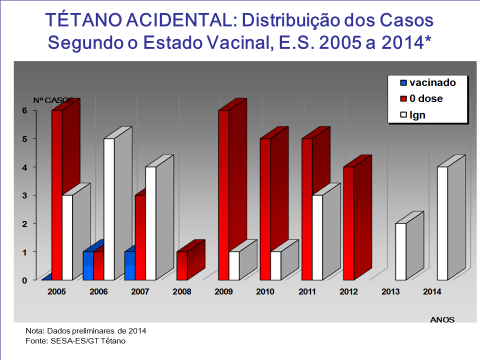 TÉTANO ACIDENTAL: Distribuição dos Casos
Segundo o Estado Vacinal, E.S. 2005 a 2014*
vacinado
0 dose
Ign
Nº CASOS
6
5
4
3
2
1
0
2005 2006 2007 2008 2009 2010 2011 2012 2013 2014
ANOS
Nota: Dados preliminares de 2014
Fonte: SESA-ES/GT Tétano